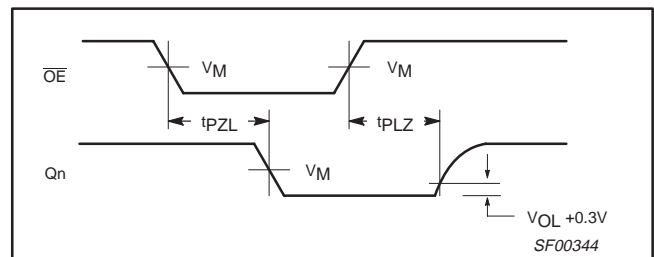 OE VM VM
tPZL tPLZ
Qn VM
VOL +0.3V
SF00344